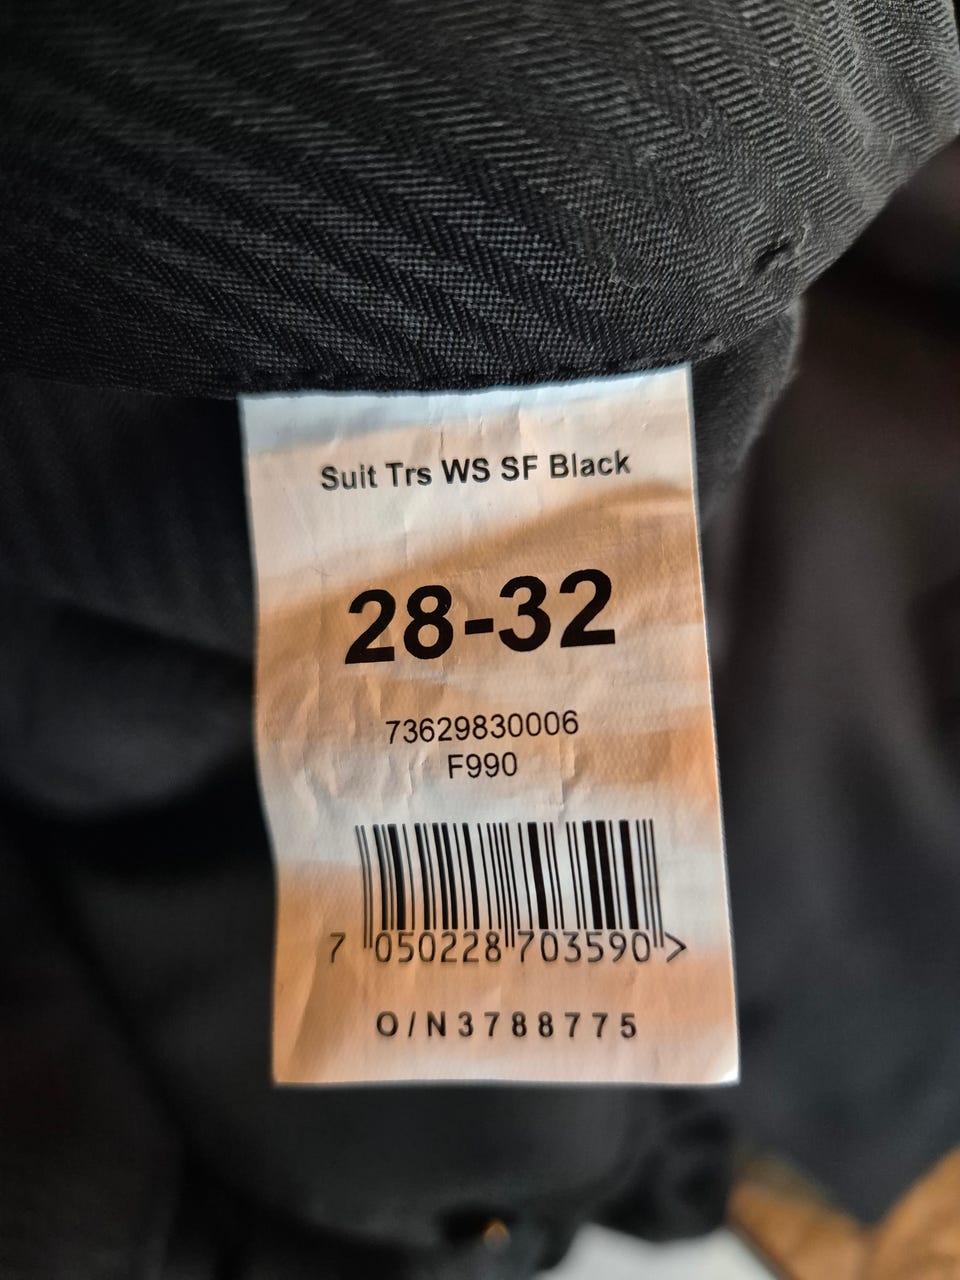 Suit Trs WS SF Black
28-32
73629830006
F990
7 050228 703590 >
O/N3788775